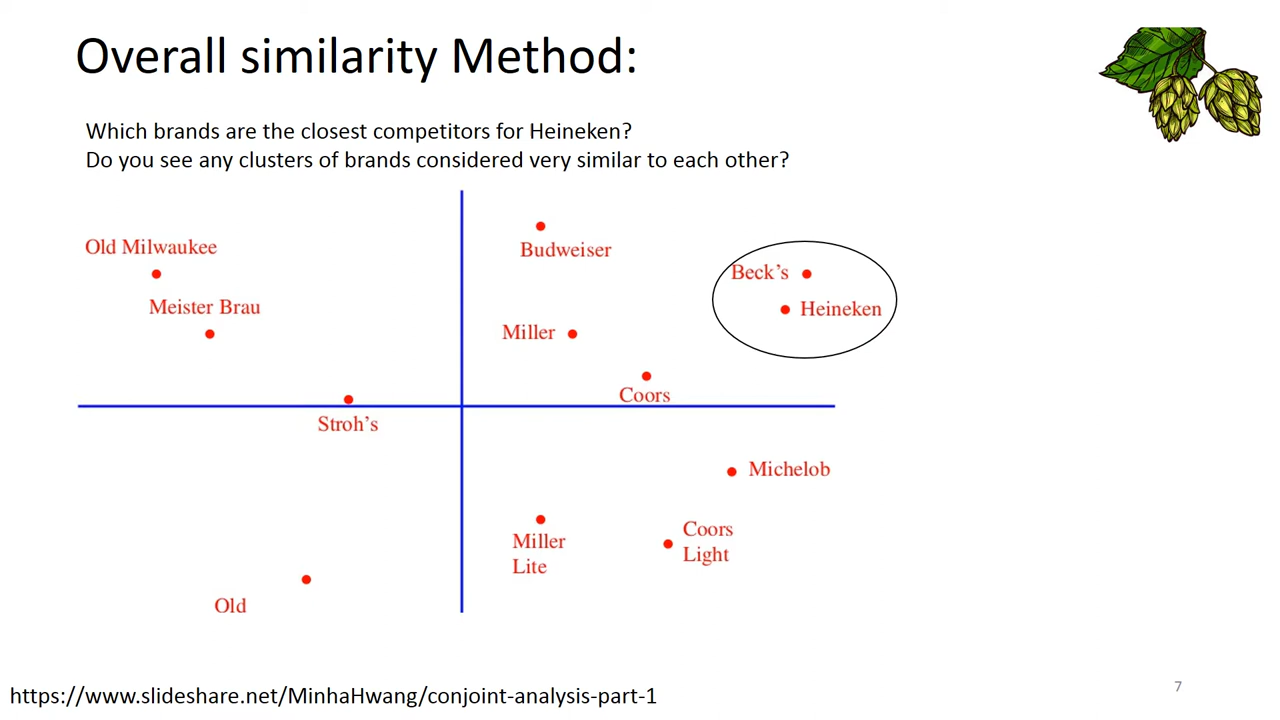 Overall similarity Method:
Which brands are the closest competitors for Heineken?
Do you see any clusters of brands considered very similar to each other?
Old Milwaukee
Budweiser
Beck's
Meister Brau
Heineken
Miller
Coors
Stroh's
Michelob
Coors
Light
Miller
Lite
Old
https://www.slideshare.net/MinhaHwang/conjoint-analysis-part-1
7